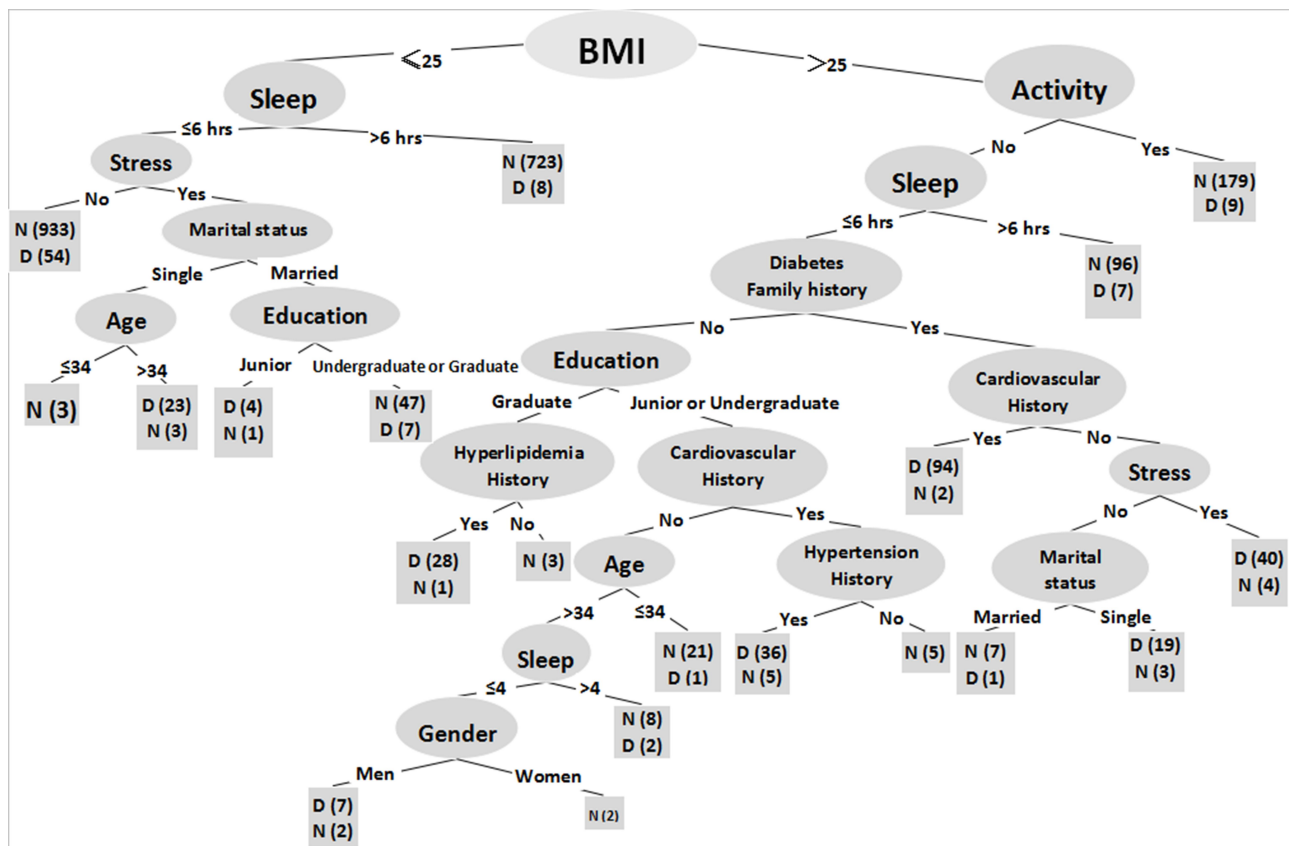 BMI
≤25
>25
Sleep
Activity
≤6 hrs
>6 hrs
No
Yes
Stress
N (723)
D (8)
Sleep
N (179)
D (9)
No
Yes
N (933)
D (54)
Marital status
≤6 hrs
>6 hrs
Single
Married
Diabetes
Family history
N (96)
D (7)
Age
Education
No
Yes
≤34
>34
Junior
Undergraduate or Graduate
Education
Cardiovascular
History
N (3)
D (23)
N (3)
D (4)
N (1)
N (47)
D (7)
Graduate
Junior or Undergraduate
Yes
No
Hyperlipidemia
History
Cardiovascular
History
D (94)
N (2)
Stress
Yes
No
No
Yes
No
Yes
D (28)
N (1)
N (3)
Age
Hypertension
History
Marital
status
D (40)
N (4)
>34
≤34
Yes
No
Married
Single
Sleep
N (21)
D (1)
D (36)
N (5)
N (5)
N (7)
D (1)
D (19)
N (3)
≤4
>4
Gender
N (8)
D (2)
Men
Women
D (7)
N (2)
N (2)